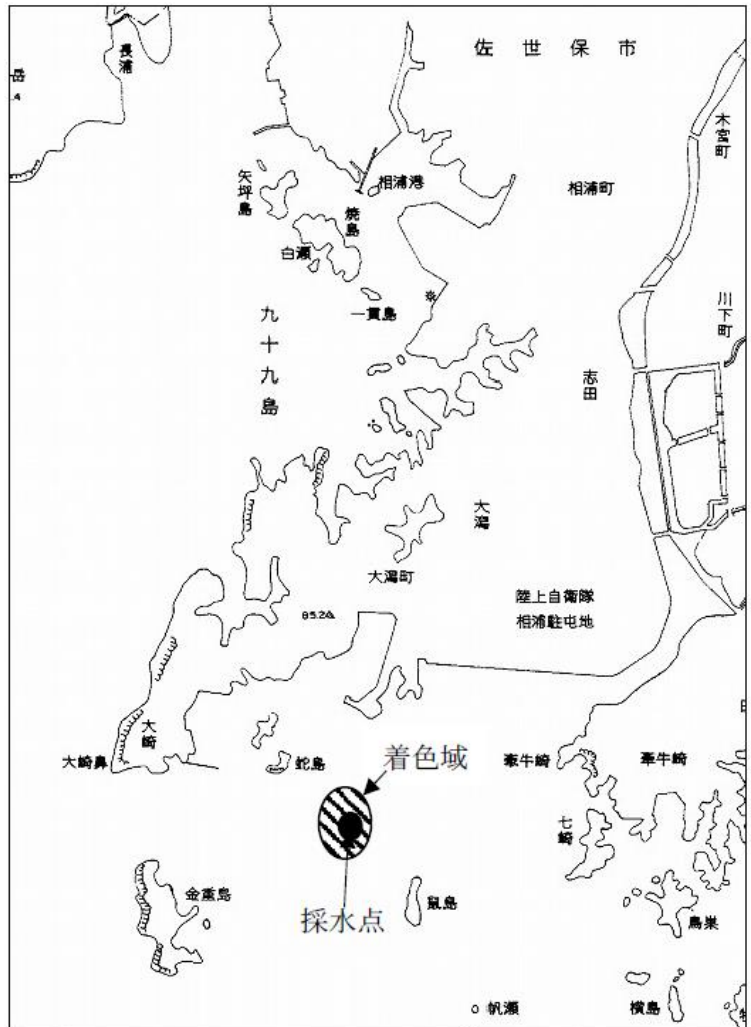 佐世保市
長浦
岳
木宮町
矢坪島
相浦港
焼島
相浦町
白瀬
一貫島
川下町
九十九島
志田
大潟
大潟町
85.2△
陸上自衛隊
相浦駐屯地
大崎
大崎鼻
蛇島
着色域
牽牛崎
牽牛崎
七崎
金重島
採水点
鼠島
鳥巣
帆瀬
横島